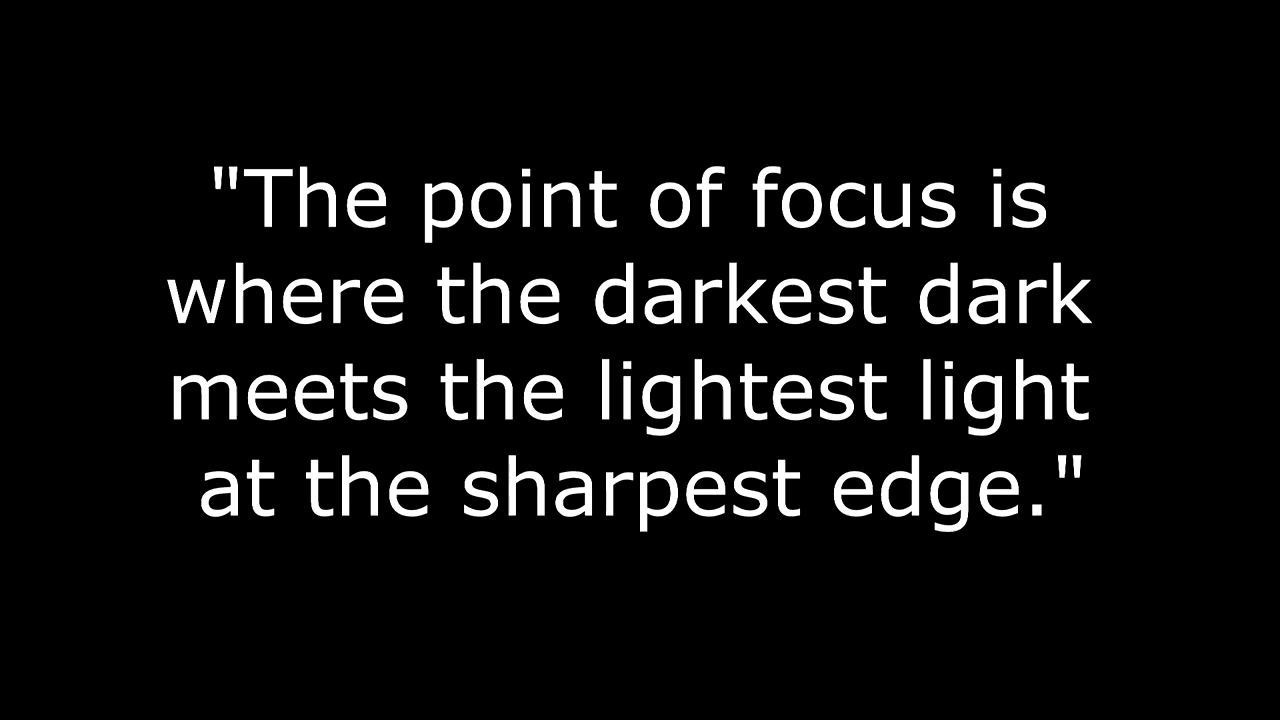 "The point of focus is
where the darkest dark
meets the lightest light
at the sharpest edge."